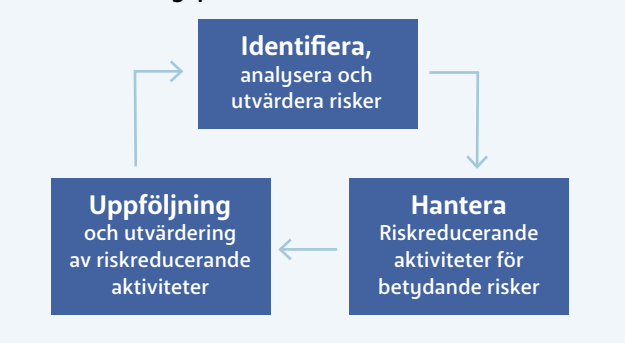 Identifiera,
analysera och
utvärdera risker
Hantera
Riskreducerande
aktiviteter för
betydande risker
Uppföljning
och utvärdering
av riskreducerande
aktiviteter